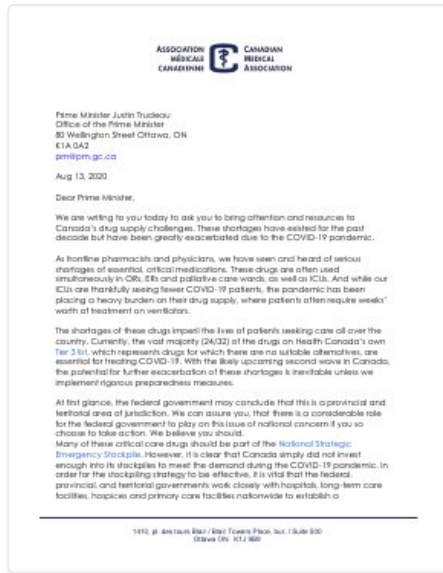 ASSOCIATION CANADIAN
MÉDICALE MEDICAL
CANADIENNE ASSOCIATION
Prime Minister Justin Trudeau
Office of the Prime Minister
80 Wellington Street Ottawa, ON
K1A 0A2
pm@pm.gc.ca
Aug 13, 2020
Dear Prime Minister,
We are writing to you today to ask you to bring attention and resources to
Canada's drug supply challenges. These shortages have existed for the past
decade but have been greatly exacerbated due to the COVID-19 pandemic.
As frontline pharmacists and physicians, we have seen and heard of serious
shortages of essential, critical medications. These drugs are often used
simultaneously in ORs, ERs and palliative care wards, as well as ICUs. And while our
ICUs are thankfully seeing fewer COVID-19 patients, the pandemic has been
placing a heavy burden on their drug supply, where patients often require weeks'
worth of treatment on ventilators.
The shortages of these drugs imperil the lives of patients seeking care all over the
country. Currently, the vast majority (24/32) of the drugs on Health Canada's own
Tier 3 list, which represents drugs for which there are no suitable alternatives, are
essential for treating COVID-19. With the likely upcoming second wave in Canada,
the potential for further exacerbation of these shortages is inevitable unless we
implement rigorous preparedness measures.
At first glance, the federal government may conclude that this is a provincial and
territorial area of jurisdiction. We can assure you, that there is a considerable role
for the federal government to play on this issue of national concern if you so
choose to take action. We believe you should.
Many of these critical care drugs should be part of the National Strategic
Emergency Stockpile. However, it is clear that Canada simply did not invest
enough into its stockpiles to meet the demand during the COVID-19 pandemic. In
order for the stockpiling strategy to be effective, it is vital that the federal,
provincial, and territorial governments work closely with hospitals, long-term care
facilities, hospices and primary care facilities nationwide to establish a
1410, pl. des tours Blair / Blair Towers Place, bur. / Suite 500
Ottawa ON K1J 9B9